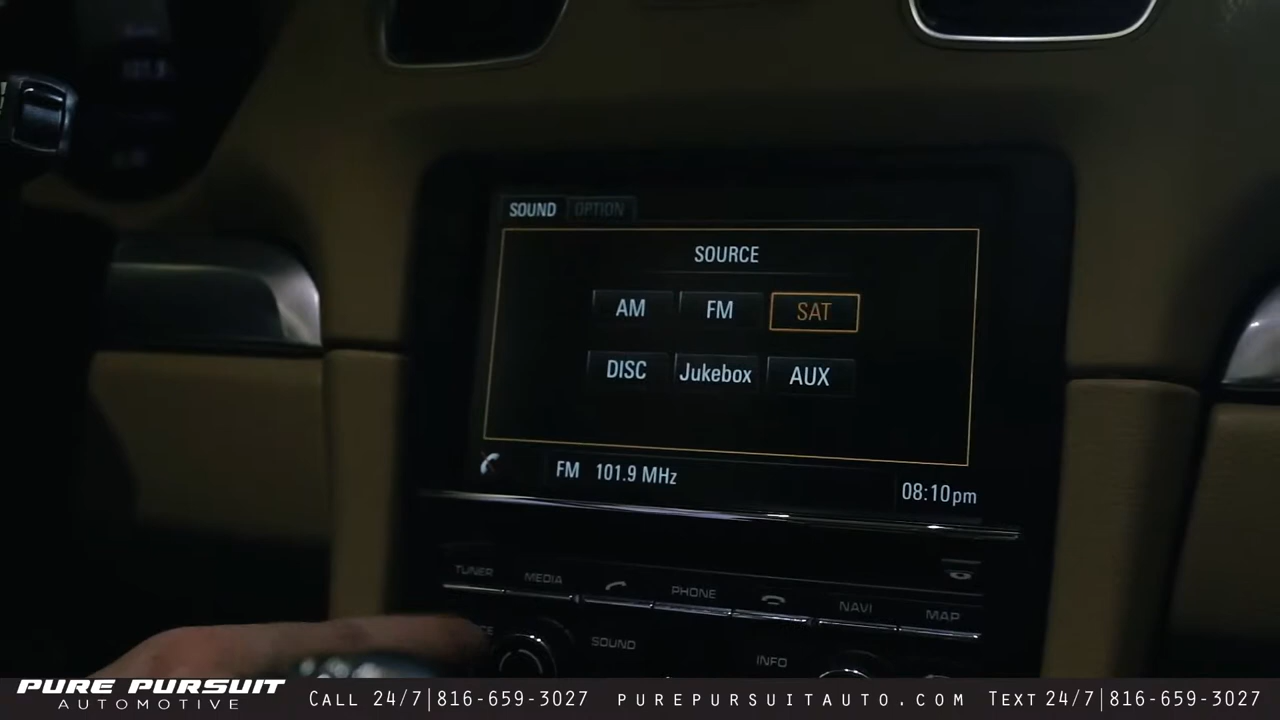 SOUND OPTION
SOURCE
AM FM SAT
DISC Jukebox AUX
FM 101.9 MHz 08:10pm
TUNER MEDIA PHONE NAVI MAP
SOUND INFO
PURE PURSUIT
AUTOMOTIVE
CALL 24/7|816-659-3027 PUREPURSUITAUTO.COM TEXT 24/7|816-659-3027